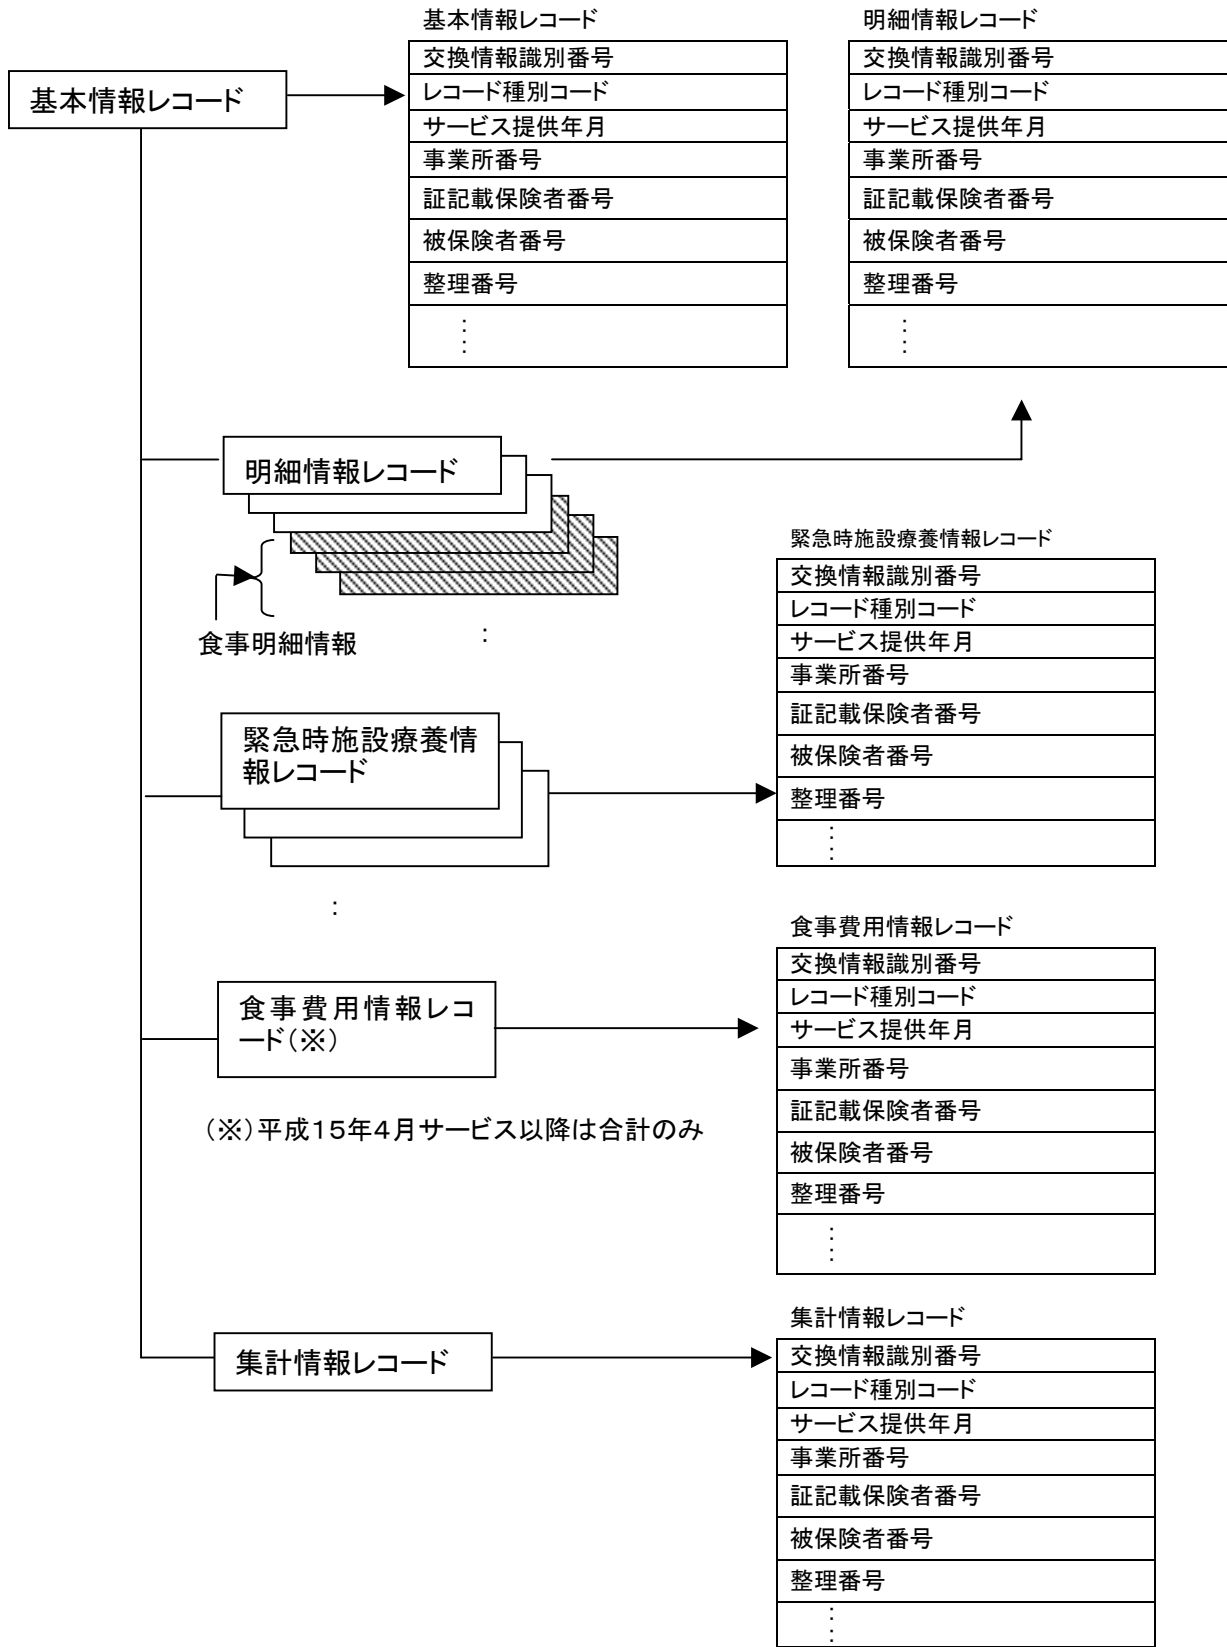 基本情報レコード
基本情報レコード
交換情報識別番号
レコード種別コード
サービス提供年月
事業所番号
証記載保険者番号
被保険者番号
整理番号
:
明細情報レコード
交換情報識別番号
レコード種別コード
サービス提供年月
事業所番号
証記載保険者番号
被保険者番号
整理番号
:
明細情報レコード
食事明細情報
:
緊急時施設療養情報レコード
交換情報識別番号
レコード種別コード
サービス提供年月
事業所番号
証記載保険者番号
被保険者番号
整理番号
:
緊急時施設療養情
報レコード
:
食事費用情報レコ
ード(※)
(※)平成15年4月サービス以降は合計のみ
食事費用情報レコード
交換情報識別番号
レコード種別コード
サービス提供年月
事業所番号
証記載保険者番号
被保険者番号
整理番号
:
集計情報レコード
集計情報レコード
交換情報識別番号
レコード種別コード
サービス提供年月
事業所番号
証記載保険者番号
被保険者番号
整理番号
: